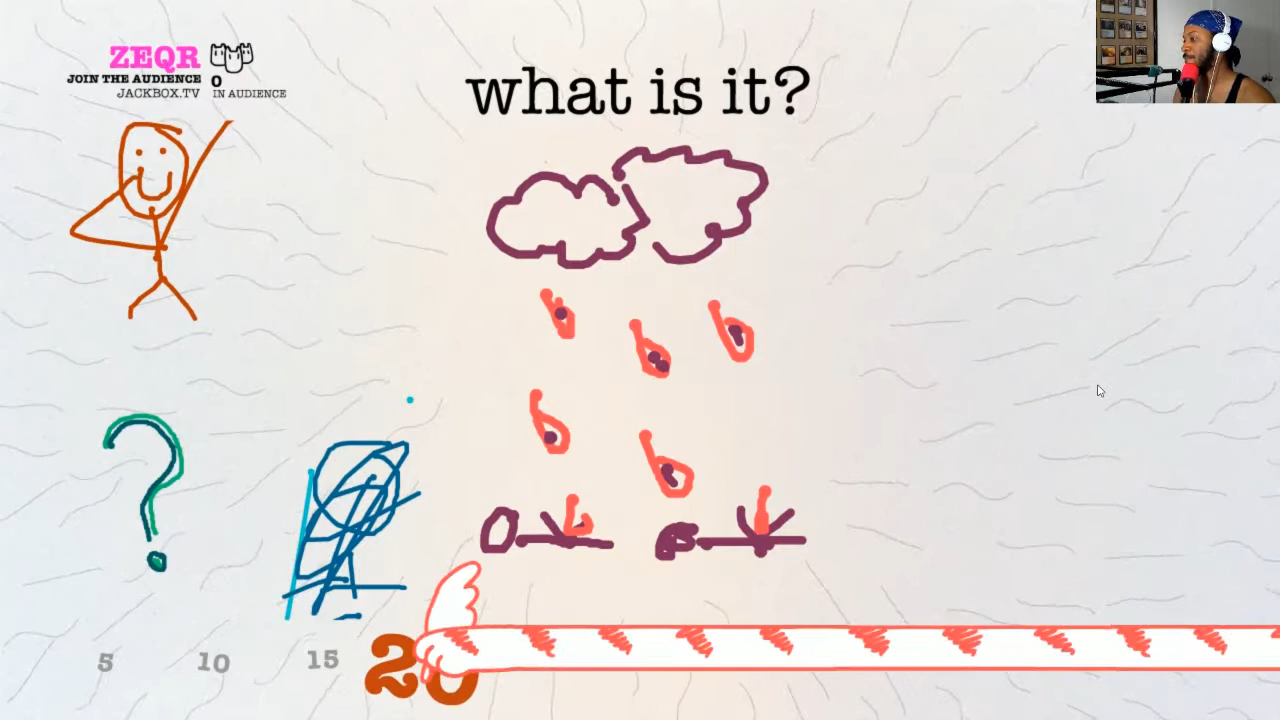 ZEQR
JOIN THE AUDIENCE
JACKBOX.TV
0
IN AUDIENCE
what is it?
?
5 10 15 20